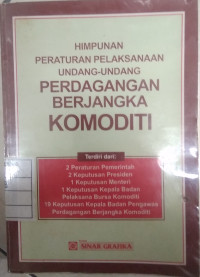 HIMPUNAN
PERATURAN PELAKSANAAN
UNDANG-UNDANG
PERDAGANGAN
BERJANGKA
KOMODITI
Terdiri dari:
2 Peraturan Pemerintah
2 Keputusan Presiden
1 Keputusan Menteri
1 Keputusan Kepala Badan
Pelaksana Bursa Komoditi
19 Keputusan Kepala Badan Pengawas
Perdagangan Berjangka Komoditi
SINAR GRAFIKA